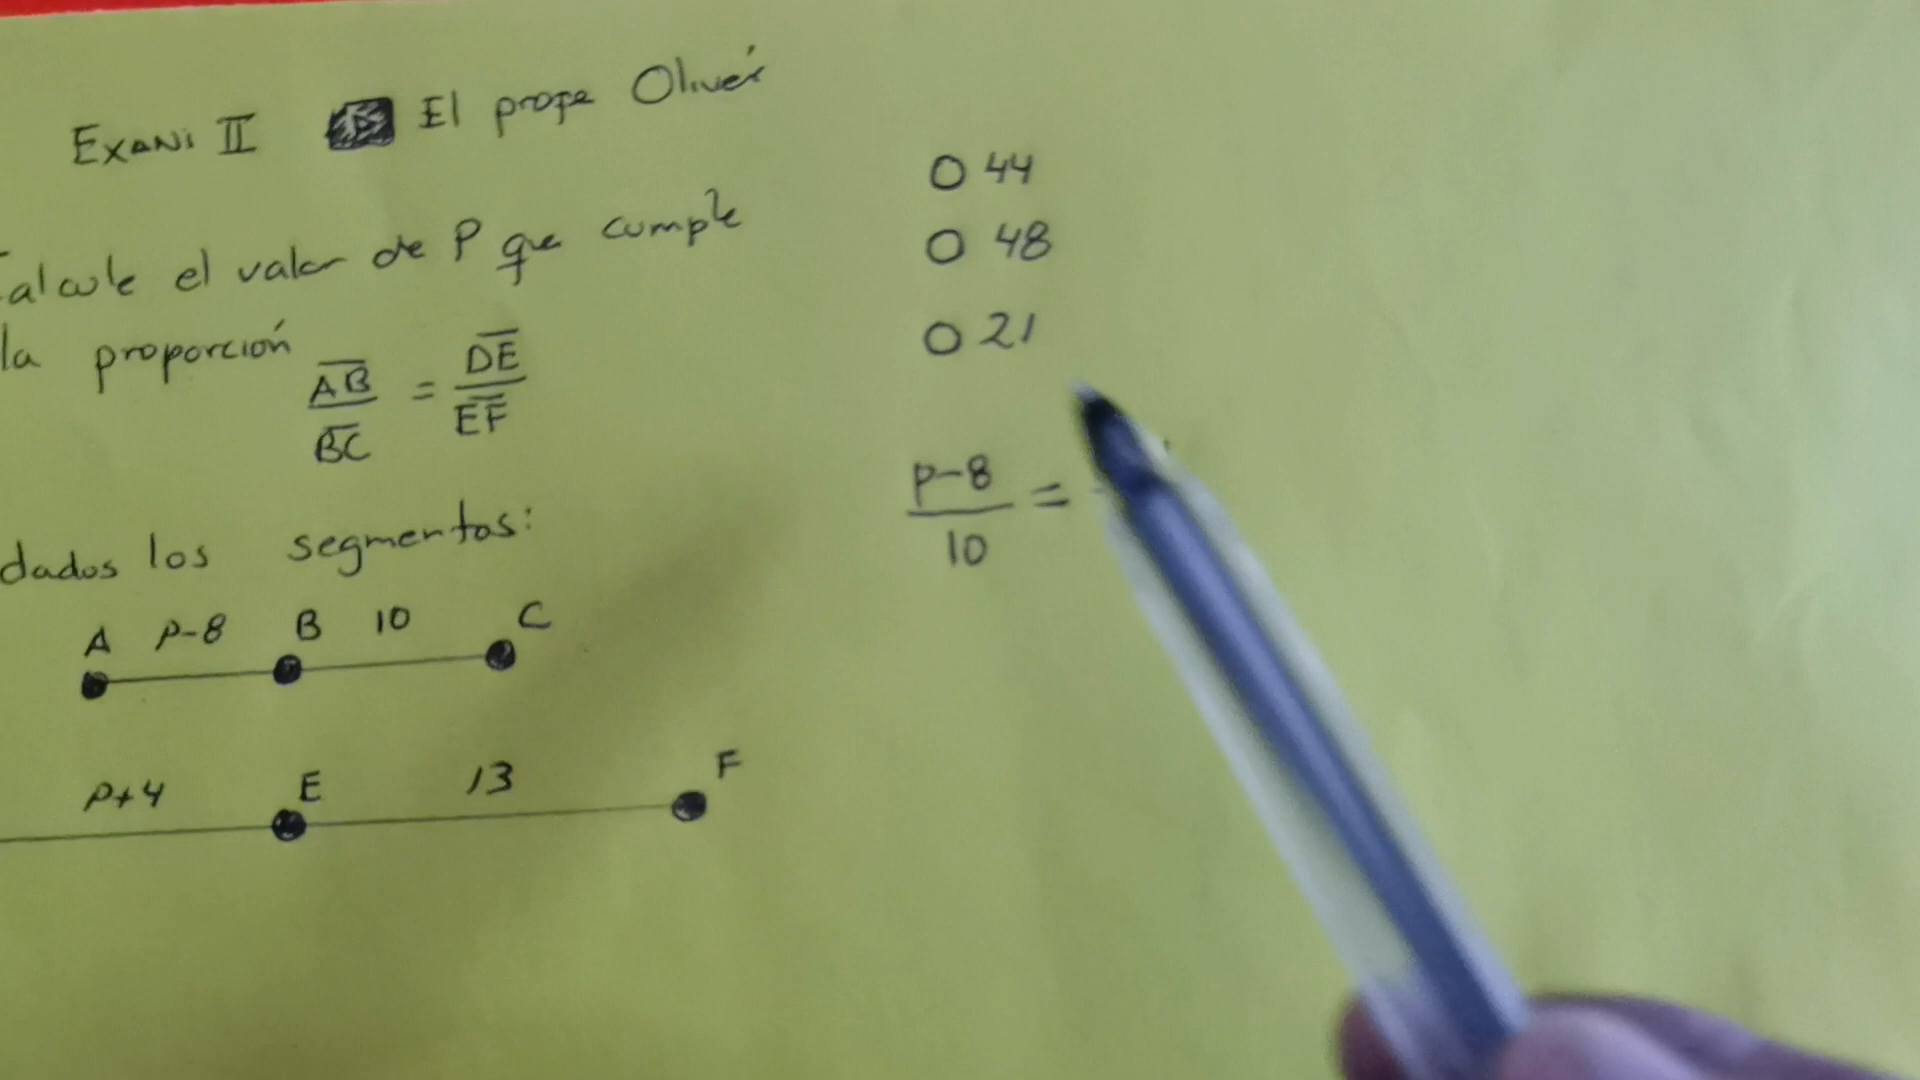 Exani II El profe Oliver
alcule el valor de P que cumple
la proporción
AB/BC = DE/EF
dados los segmentos:
A P-8 B 10 C
P+4 E 13 F
44
48
21
P-8/10 =